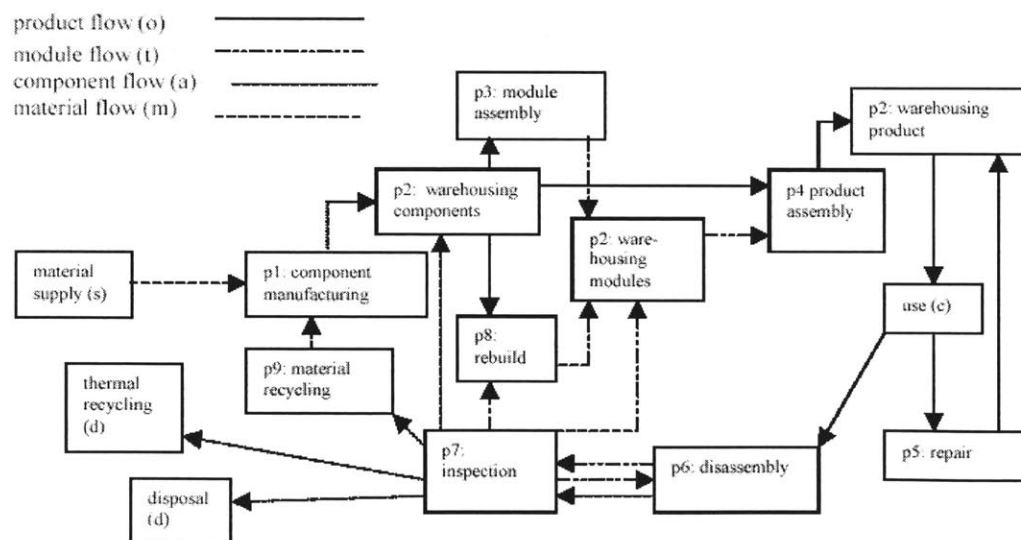 product flow (o)
module flow (t)
component flow (a)
material flow (m)
p3: module
assembly
p2: warehousing
product
p2: warehousing
components
p4 product
assembly
p2: ware-
housing
modules
material
supply (s)
p1: component
manufacturing
use (c)
p8:
rebuild
p9: material
recycling
thermal
recycling
(d)
p7:
inspection
p6: disassembly
p5: repair
disposal
(d)